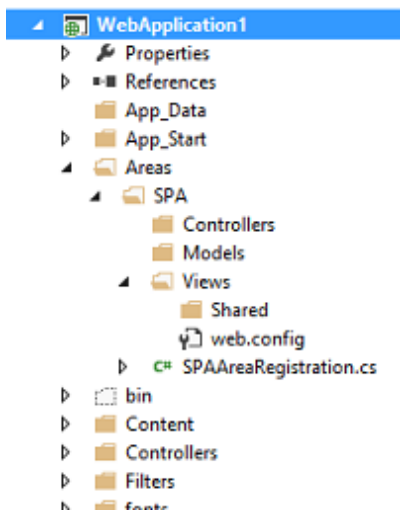 WebApplication1
Properties
References
App_Data
App_Start
Areas
SPA
Controllers
Models
Views
Shared
web.config
C# SPAAreaRegistration.cs
bin
Content
Controllers
Filters
fonts